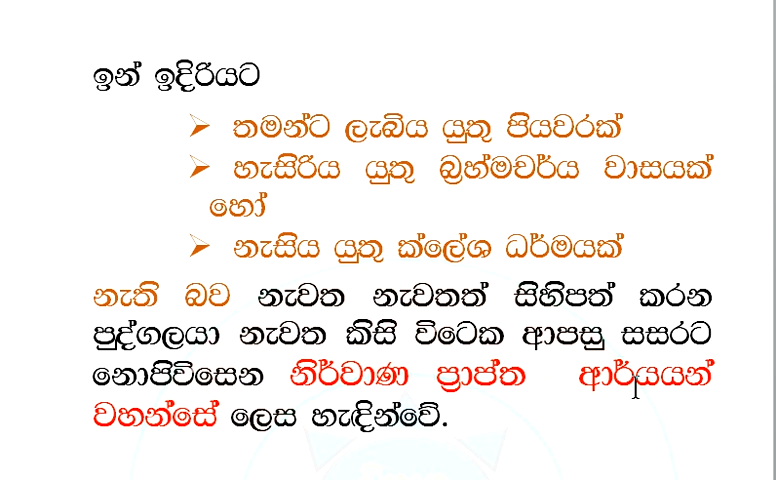 ඉන් ඉදිරියට
➢ තමන්ට ලැබිය යුතු පියවරක්
➢ හැසිරිය යුතු බ්‍රහ්මචර්ය වාසයක්
හෝ
➢ නැසිය යුතු ක්ලේශ ධර්මයක්
නැති බව නැවත නැවතත් සිහිපත් කරන
පුද්ගලයා නැවත කිසි විටෙක ආපසු සසරට
නොපිවිසෙන නිර්වාණ ප්‍රාප්ත ආර්යයන්
වහන්සේ ලෙස හැඳින්වේ.